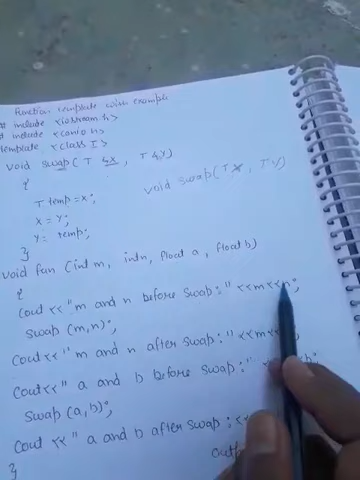 Function template with example
# include <iostream.h>
# include <conio.h>
template <class T>
void swap( T &x , T &y)
void swap(T x , T y)
{
T temp = x;
x = y;
y = temp;
}
void fun (int m, int n, float a, float b)
{
cout << "m and n before swap:" <<m<<n;
swap (m,n);
cout << "m and n after swap:" <<m<<
cout << " a and b before swap:" << b;
swap (a,b);
cout << " a and b after swap: <<
}